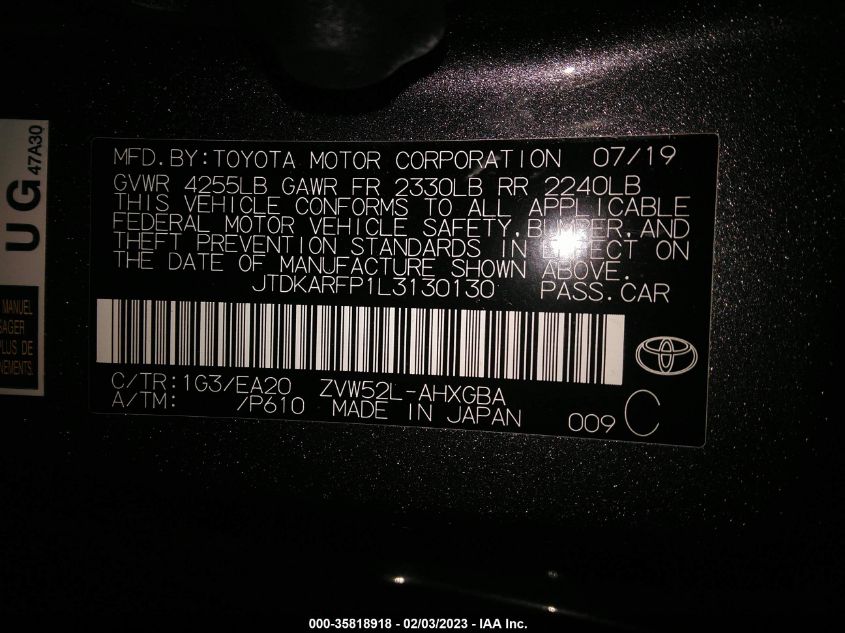 UG
47A30
MFD. BY: TOYOTA MOTOR CORPORATION 07/19
GVWR 4255LB GAWR FR 2330LB RR 2240LB
THIS VEHICLE CONFORMS TO ALL APPLICABLE
FEDERAL MOTOR VEHICLE SAFETY, BUMPER, AND
THEFT PREVENTION STANDARDS IN EFFECT ON
THE DATE OF MANUFACTURE SHOWN ABOVE.
JTDKARFP1L3130130 PASS. CAR
C/TR: 1G3/EA20 ZVW52L-AHXGBA
A/TM: /P610 MADE IN JAPAN 009 C
MANUEL
PLUS DE
000-35818918 - 02/03/2023 - IAA Inc.